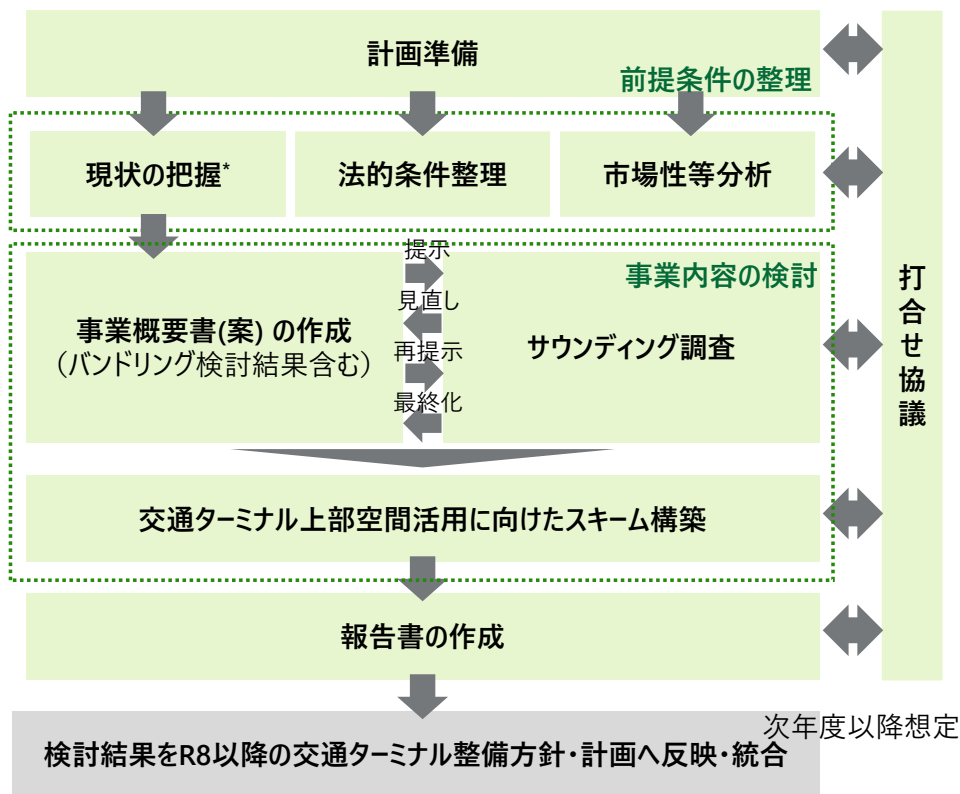 計画準備
前提条件の整理
現状の把握*
法的条件整理
市場性等分析
事業内容の検討
事業概要書(案) の作成
（バンドリング検討結果含む）
提示
見直し
再提示
最終化
サウンディング調査
交通ターミナル上部空間活用に向けたスキーム構築
報告書の作成
打合せ協議
次年度以降想定
検討結果をR8以降の交通ターミナル整備方針・計画へ反映・統合